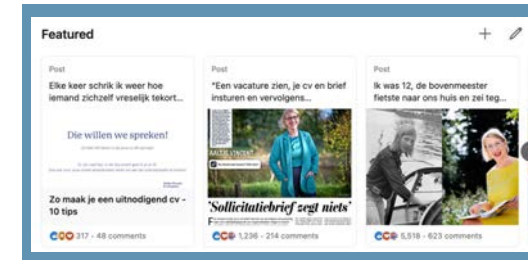 Featured
Post
Elke keer schrik ik weer hoe
iemand zichzelf vreselijk tekort...
Die willen we spreken!
Zo maak je een uitnodigend cv -
10 tips
317 - 48 comments
Post
"Een vacature zien, je cv en brief
insturen en vervolgens...
'Sollicitatiebrief zegt niets'
1,236 - 214 comments
Post
Ik was 12, de bovenmeester
fietste naar ons huis en zei teg...
5,518 - 623 comments